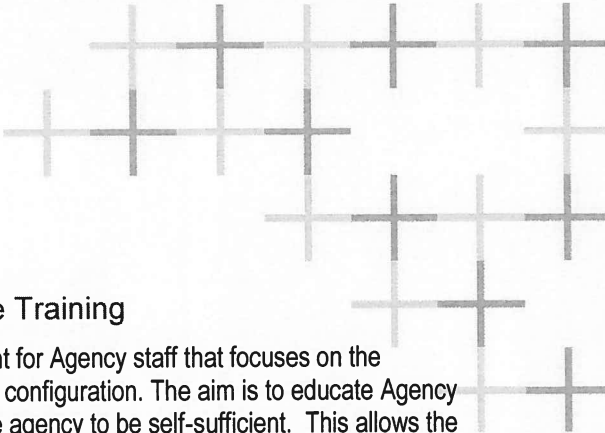 e Training
nt for Agency staff that focuses on the
configuration. The aim is to educate Agency
e agency to be self-sufficient. This allows the